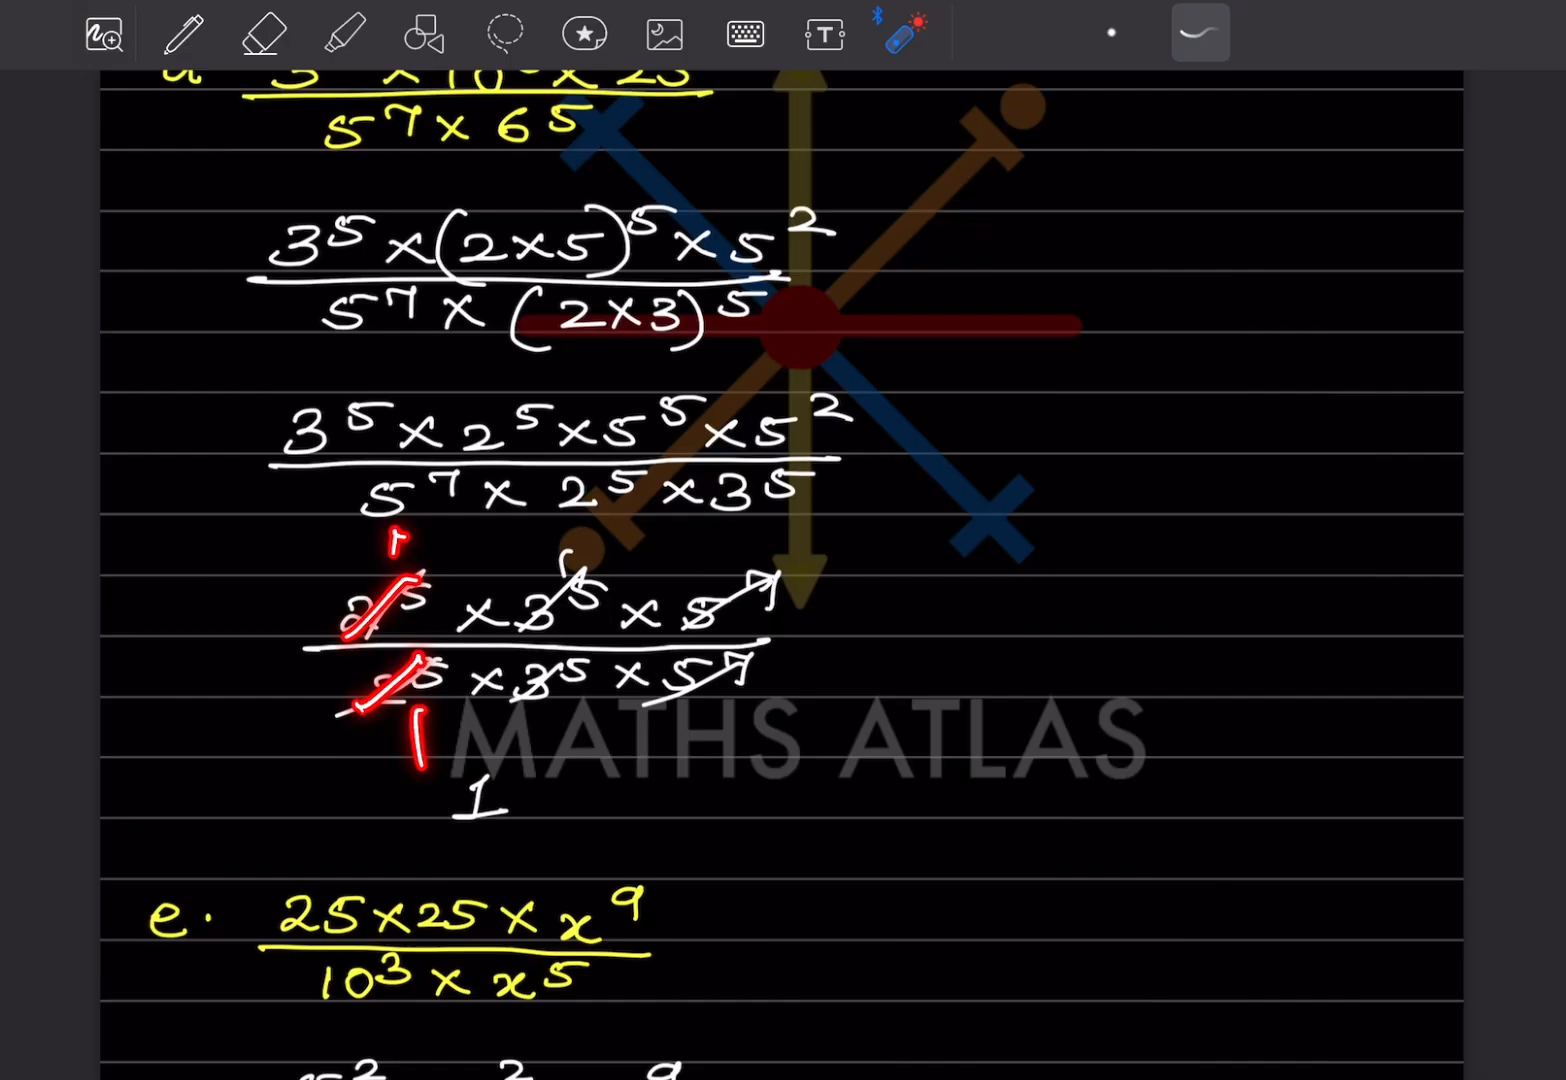 5⁷ × 6⁵
3⁵ × (2×5)⁵ × 5²
5⁷ × (2×3)⁵
3⁵ × 2⁵ × 5⁵ × 5²
5⁷ × 2⁵ × 3⁵
1 1
2⁵ × 3⁵ × 5⁷
2⁵ × 3⁵ × 5⁷
1
MATHS ATLAS
1
e. 25×25× x⁹
10³ × x⁵